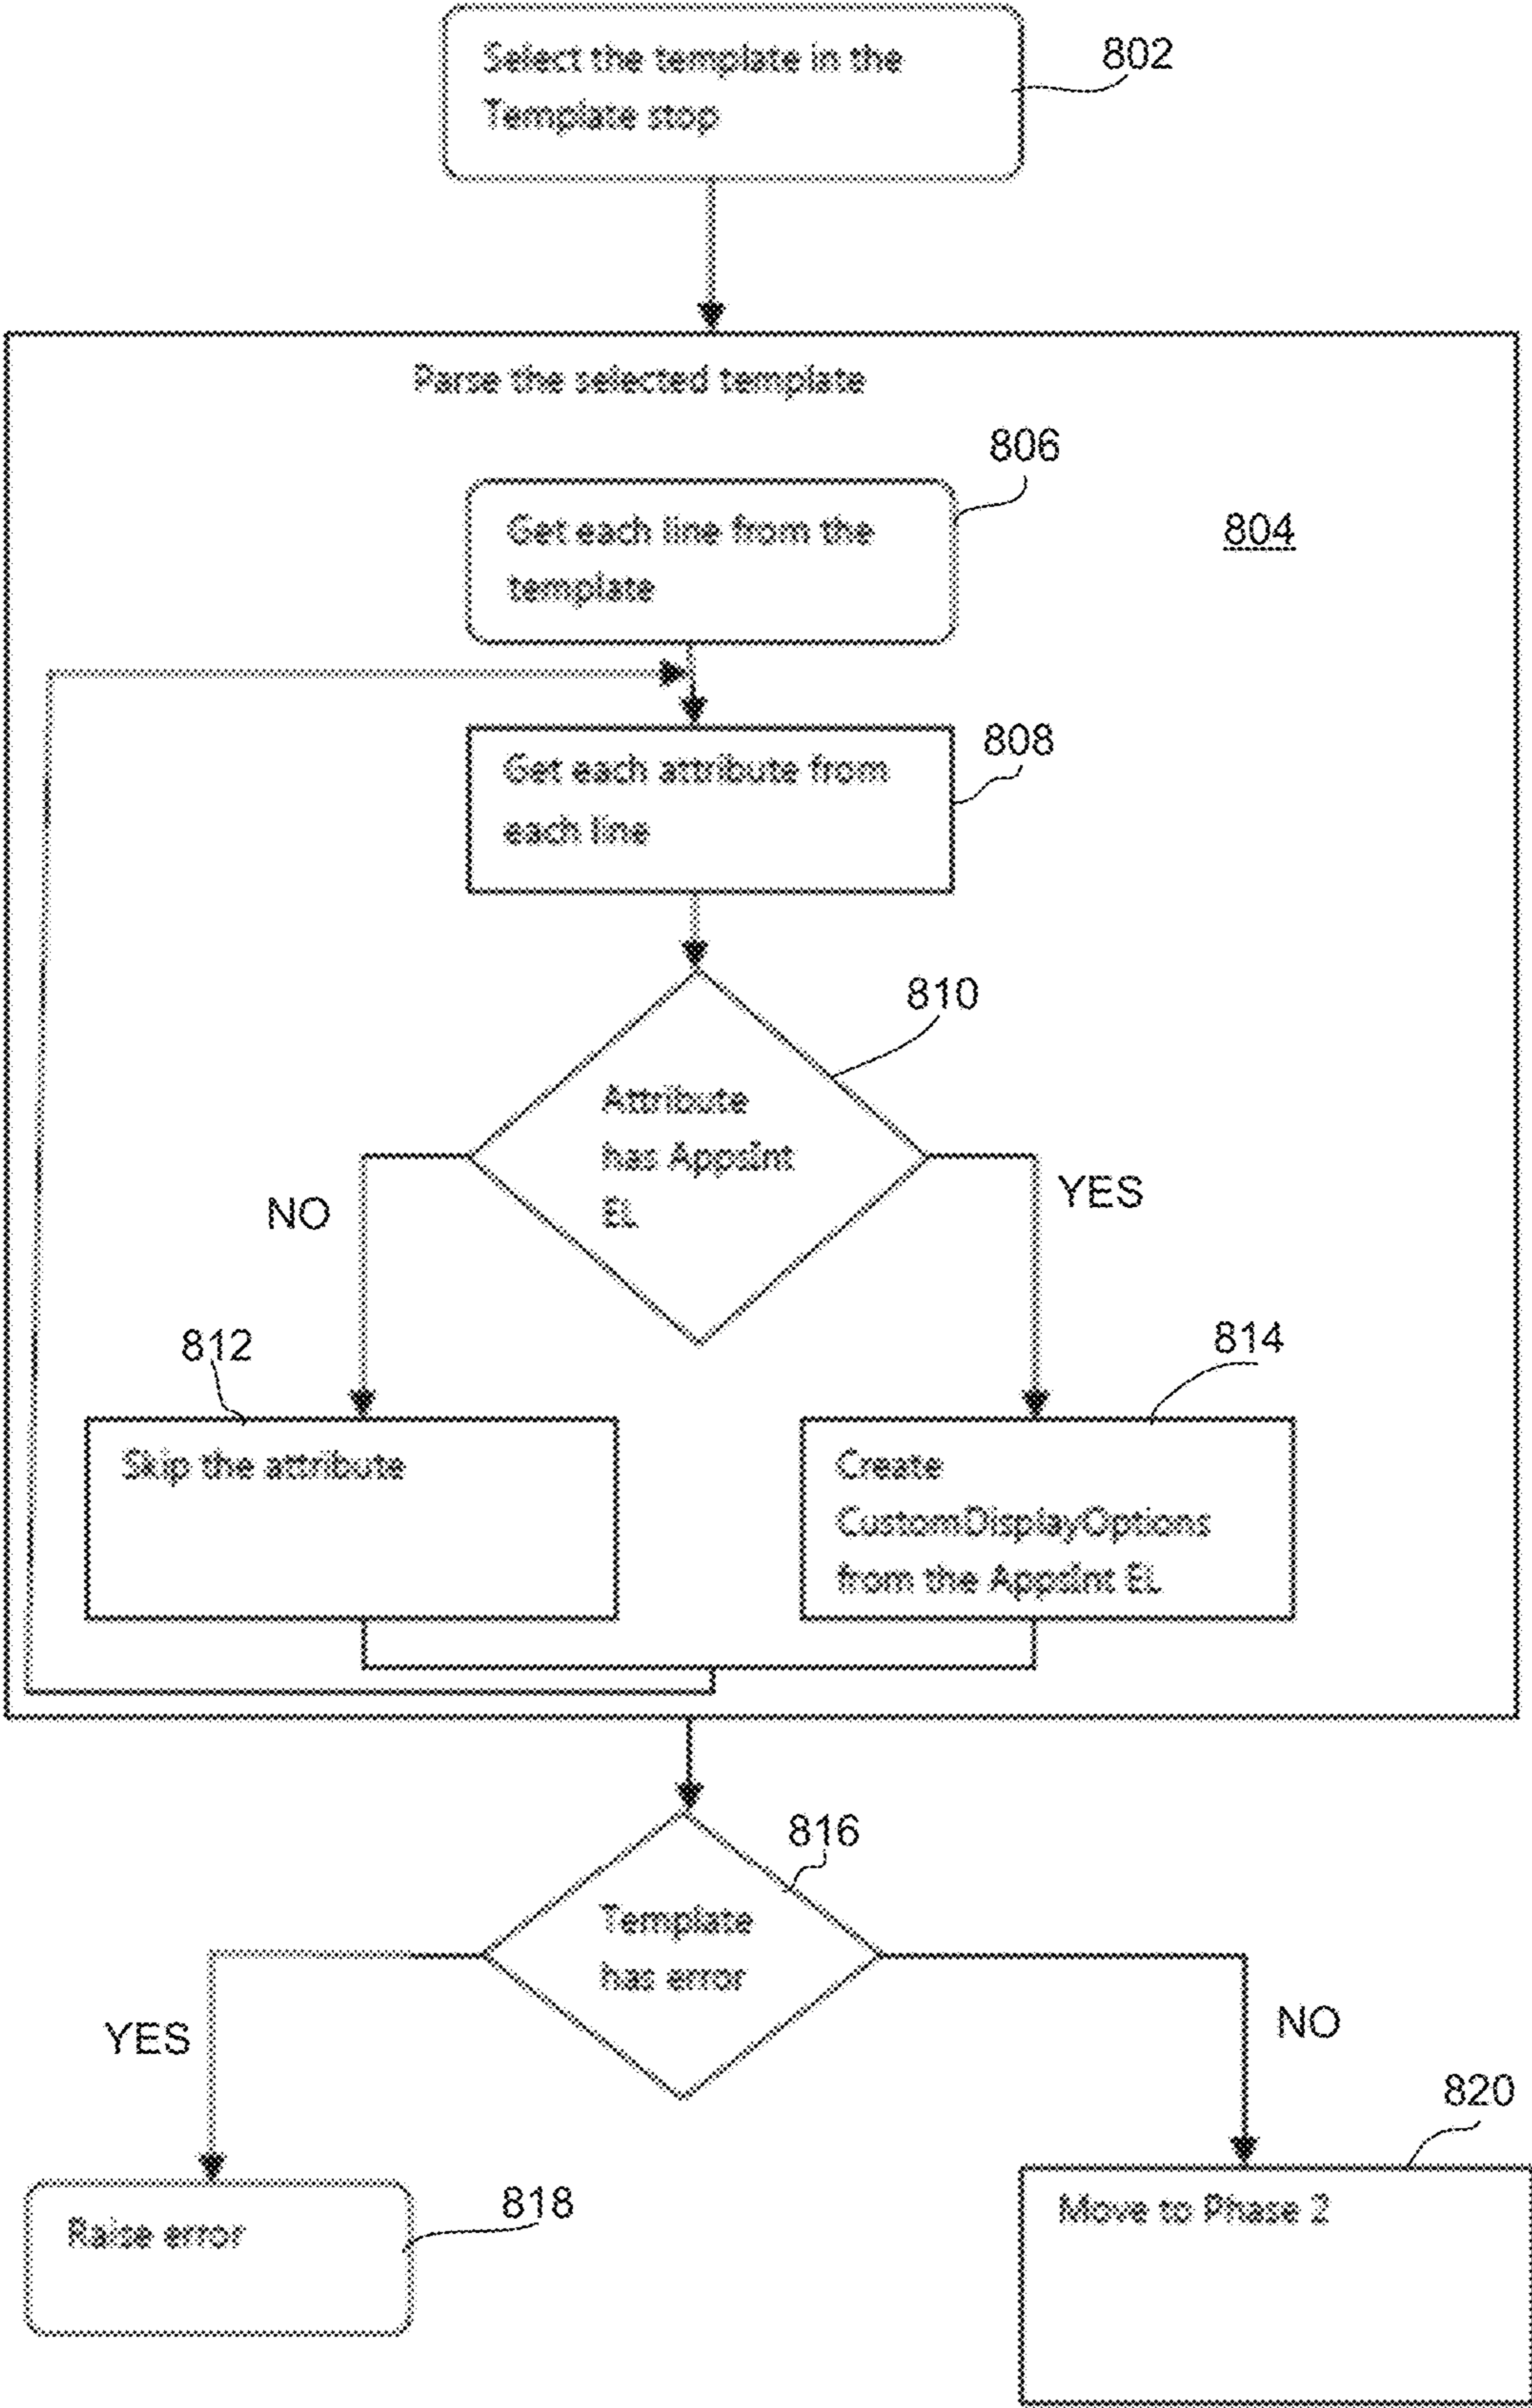 Select the template in the
Template stop
802
Parse the selected template
806
Get each line from the
template
804
808
Get each attribute from
each line
810
Attribute
has AppsInt
EL
NO
YES
812
814
Skip the attribute
Create
CustomDisplayOptions
from the AppsInt EL
816
Template
has error
YES
NO
820
818
Raise error
Move to Phase 2